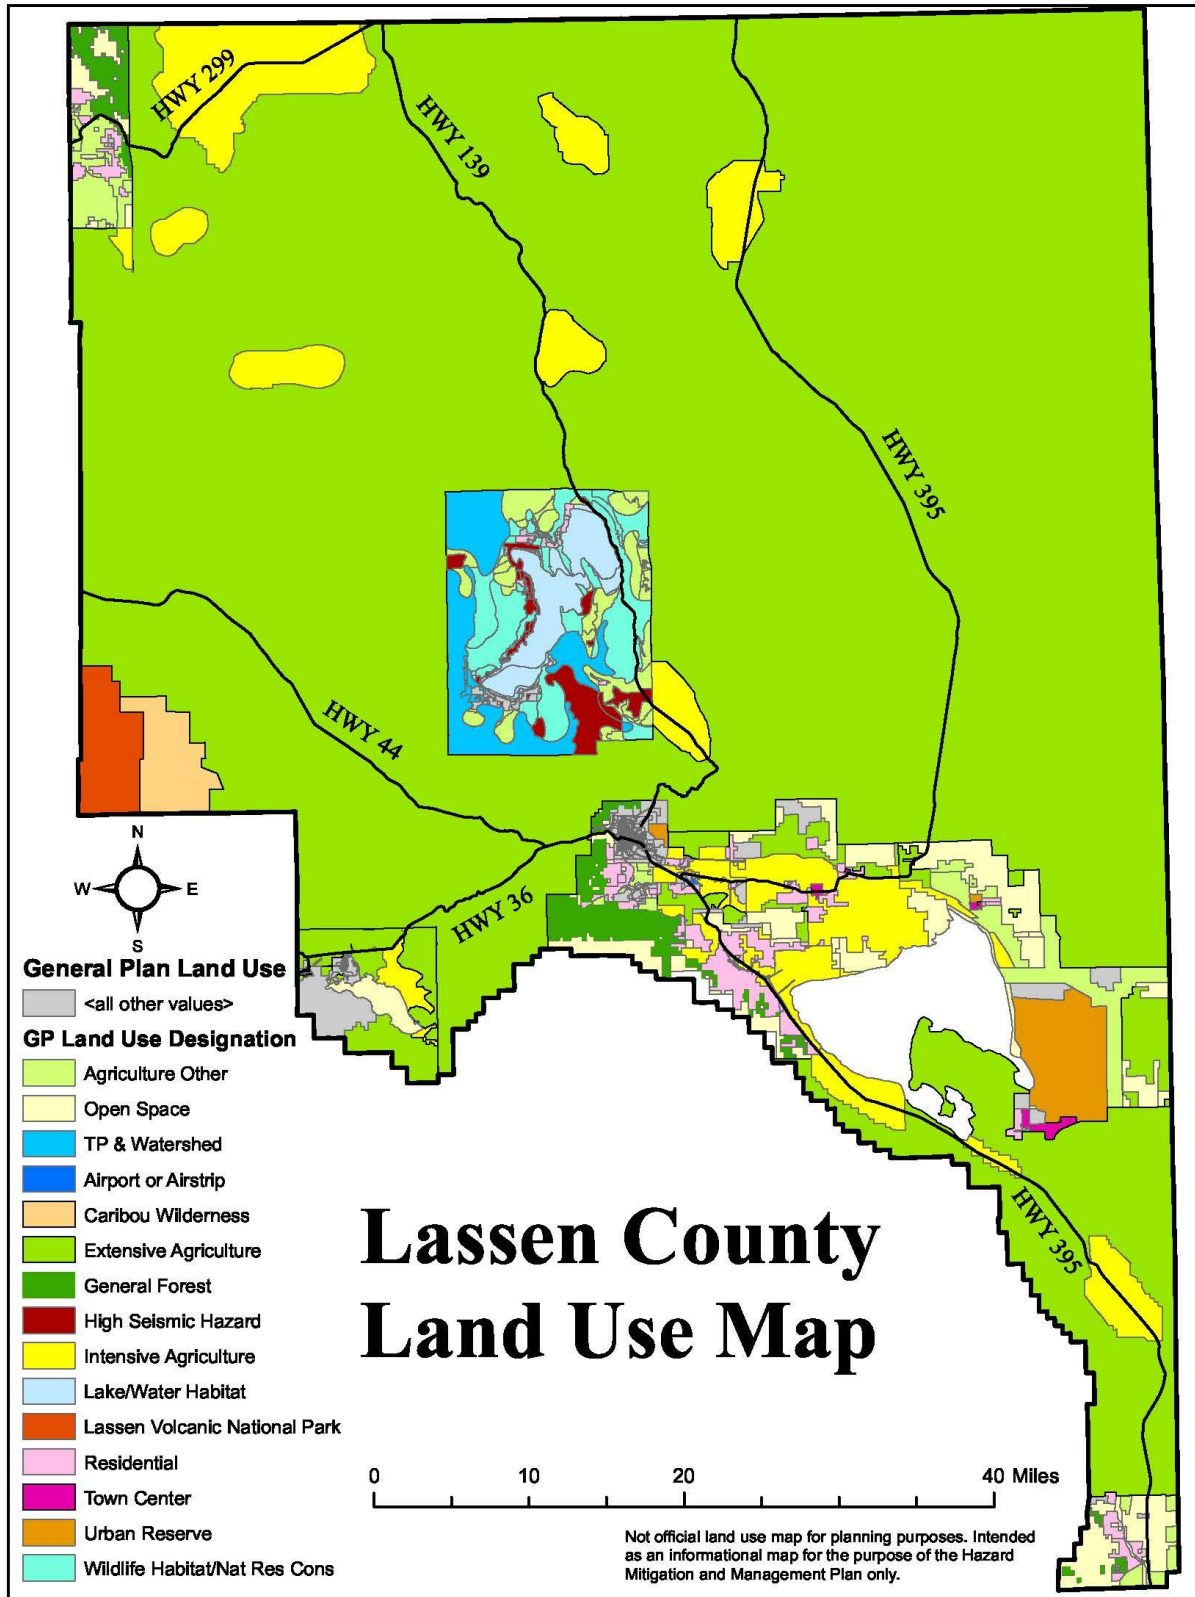 HWY 299
HWY 139
HWY 395
HWY 44
HWY 36
HWY 395
N
W
E
S
General Plan Land Use
<all other values>
GP Land Use Designation
Agriculture Other
Open Space
TP & Watershed
Airport or Airstrip
Caribou Wilderness
Extensive Agriculture
General Forest
High Seismic Hazard
Intensive Agriculture
Lake/Water Habitat
Lassen Volcanic National Park
Residential
Town Center
Urban Reserve
Wildlife Habitat/Nat Res Cons
Lassen County
Land Use Map
0 10 20 40 Miles
Not official land use map for planning purposes. Intended
as an informational map for the purpose of the Hazard
Mitigation and Management Plan only.